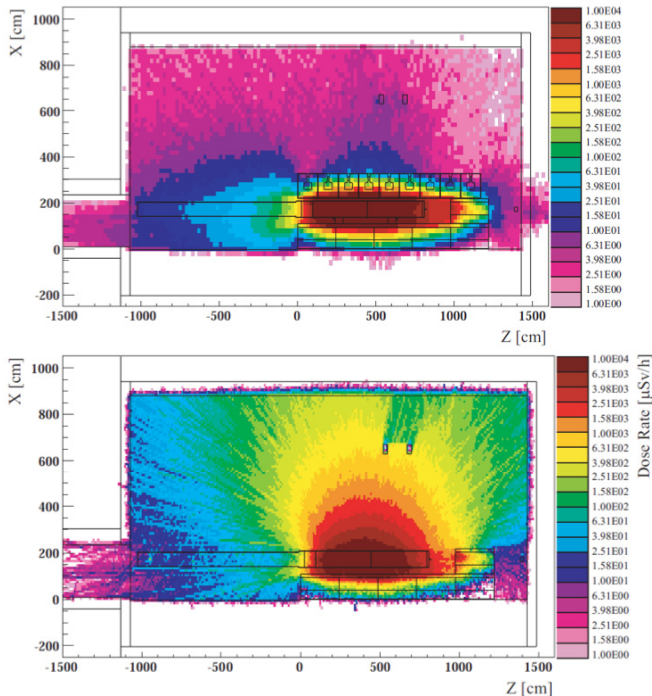 X [cm]
1000
800
600
400
200
0
-200
-1500
-1000
-500
0
500
1000
1500
Z [cm]
1.00E04
6.31E03
3.98E03
2.51E03
1.58E03
1.00E03
6.31E02
3.98E02
2.51E02
1.58E02
1.00E02
6.31E01
3.98E01
2.51E01
1.58E01
1.00E01
6.31E00
3.98E00
2.51E00
1.58E00
1.00E00
X [cm]
1000
800
600
400
200
0
-200
-1500
-1000
-500
0
500
1000
1500
Z [cm]
1.00E04
6.31E03
3.98E03
2.51E03
1.58E03
1.00E03
6.31E02
3.98E02
2.51E02
1.58E02
1.00E02
6.31E01
3.98E01
2.51E01
1.58E01
1.00E01
6.31E00
3.98E00
2.51E00
1.58E00
1.00E00
Dose Rate [µSv/h]